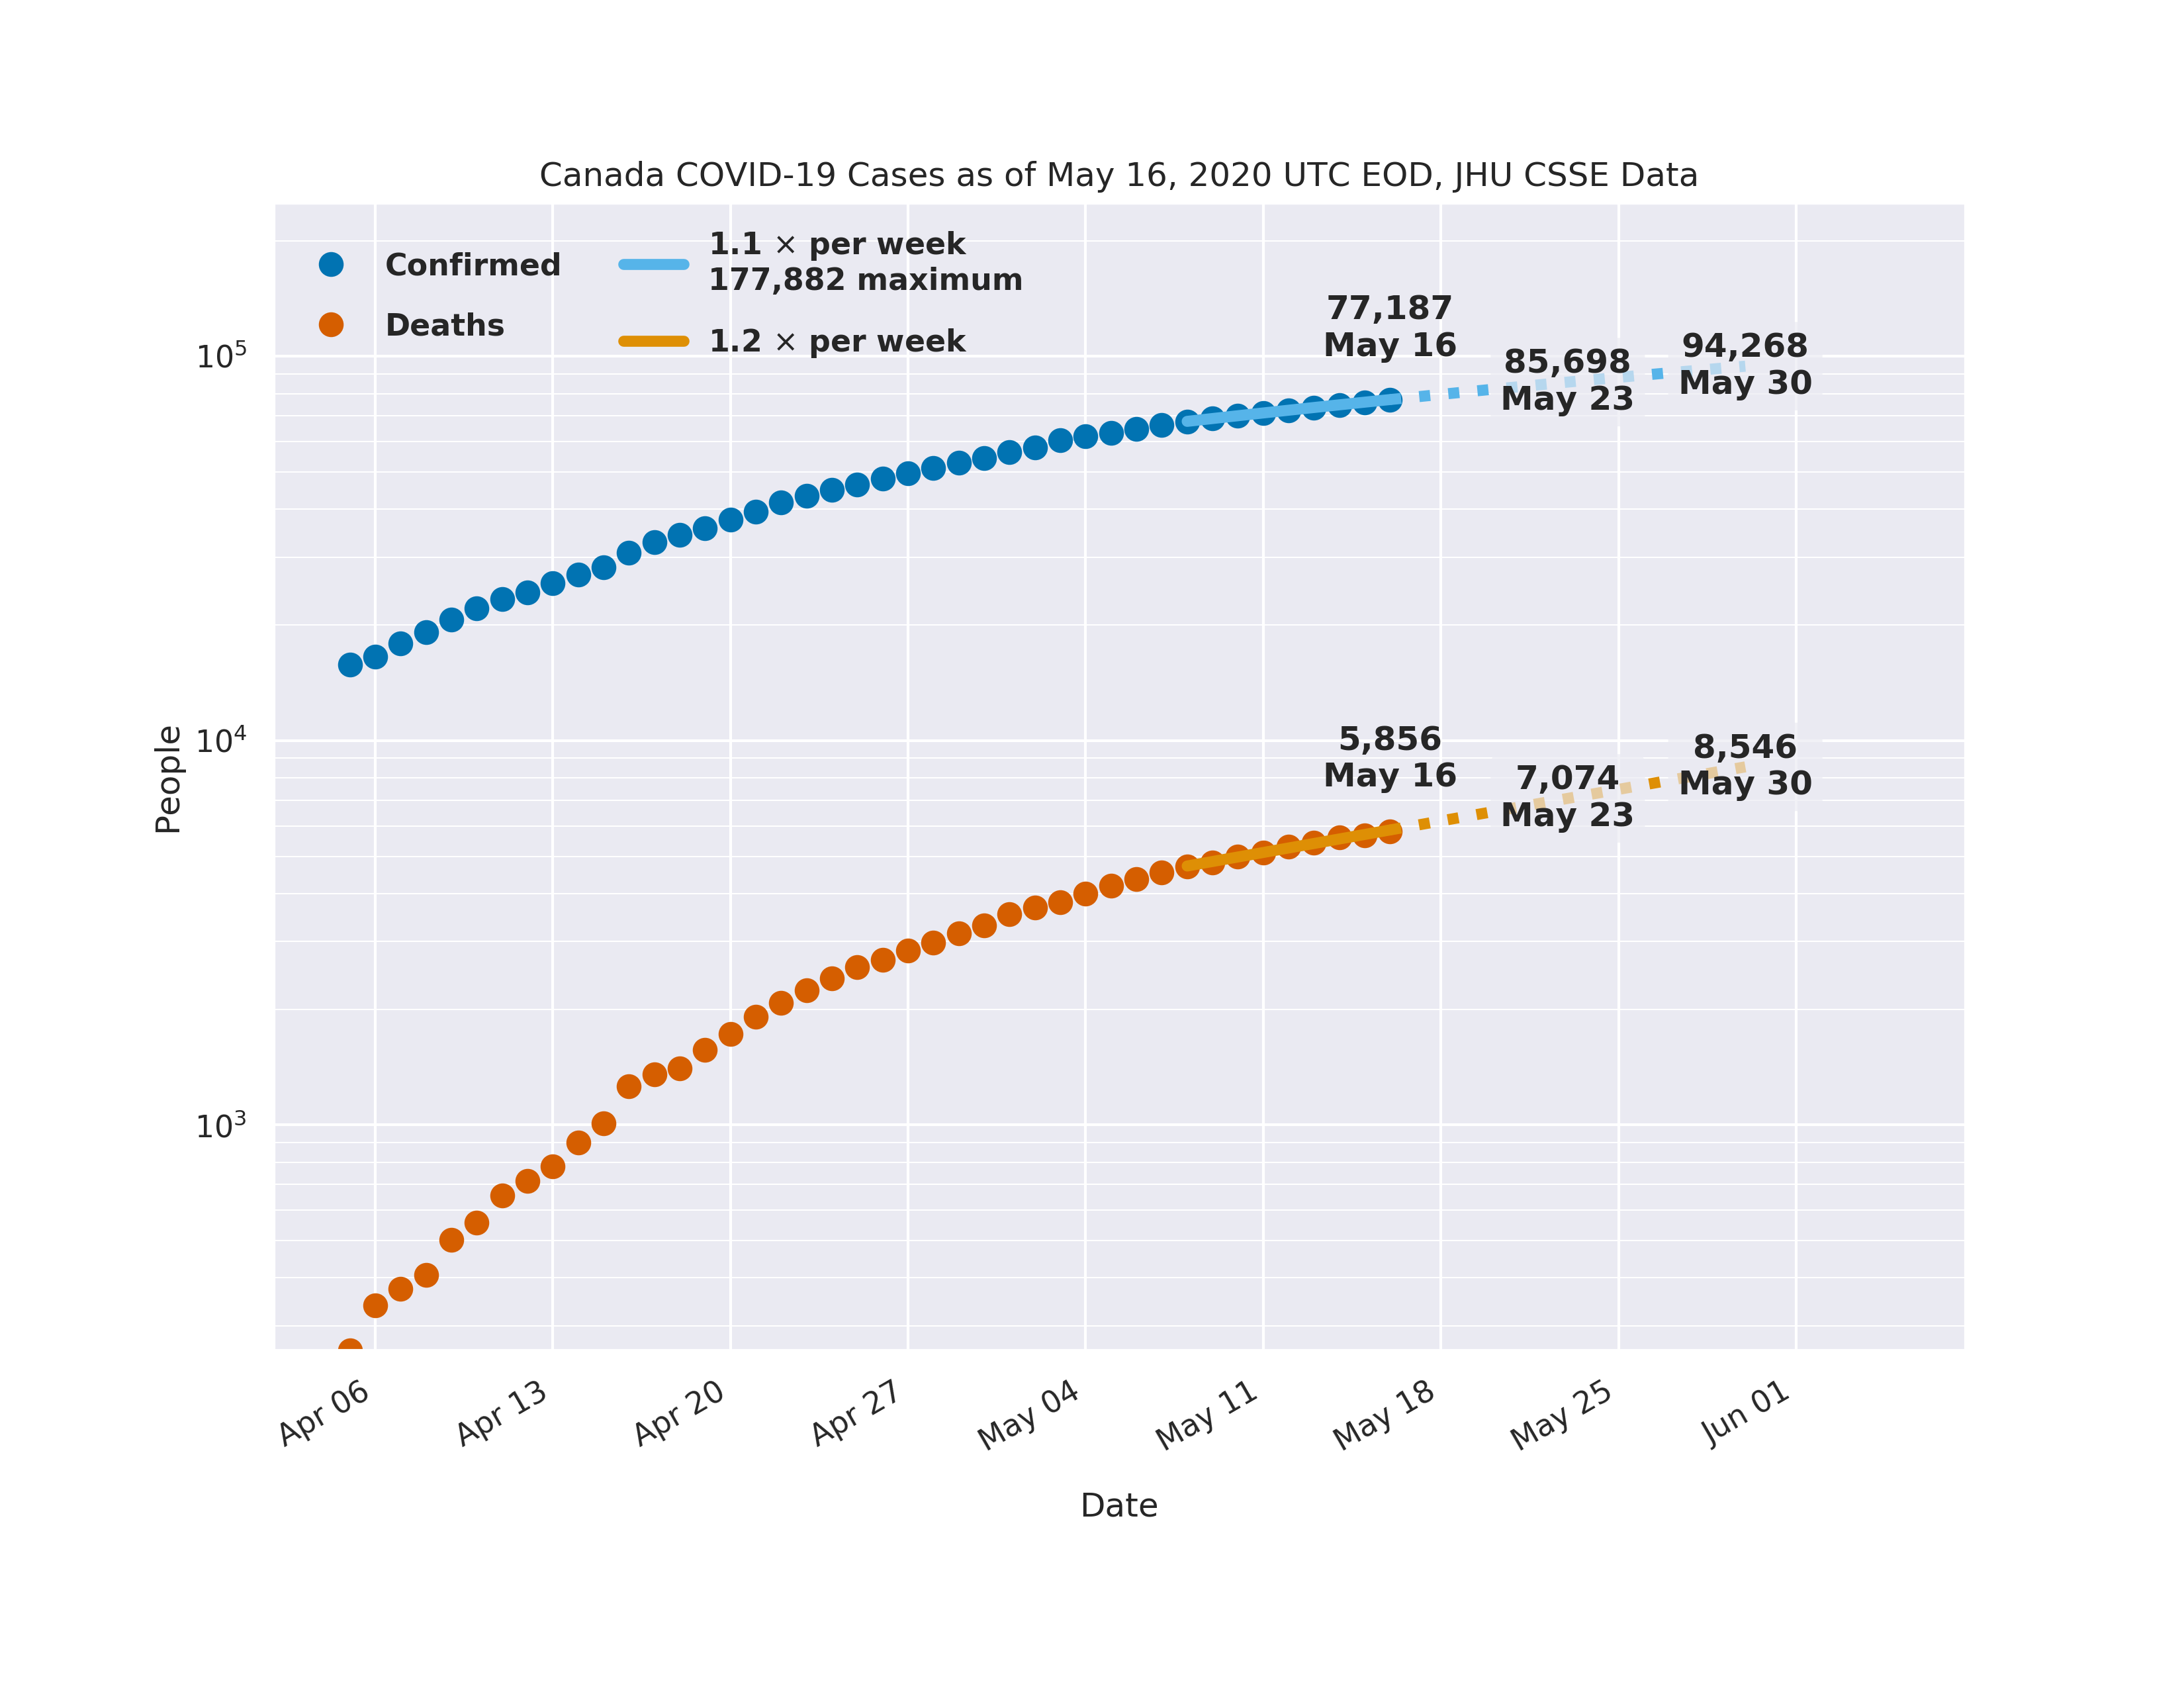 Canada COVID-19 Cases as of May 16, 2020 UTC EOD, JHU CSSE Data
Confirmed
Deaths
1.1 × per week
177,882 maximum
1.2 × per week
77,187
May 16
85,698
May 23
94,268
May 30
5,856
May 16
7,074
May 23
8,546
May 30
People
10⁵
10⁴
10³
Apr 06
Apr 13
Apr 20
Apr 27
May 04
May 11
May 18
May 25
Jun 01
Date